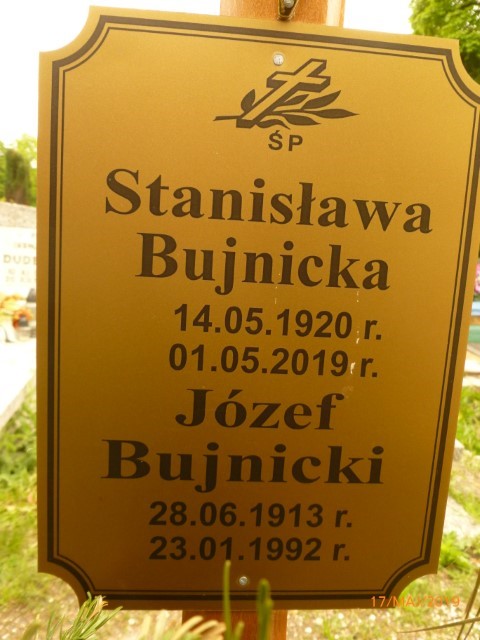 ŚP
Stanisława
Bujnicka
14.05.1920 r.
01.05.2019 r.
Józef
Bujnicki
28.06.1913 r.
23.01.1992 r.